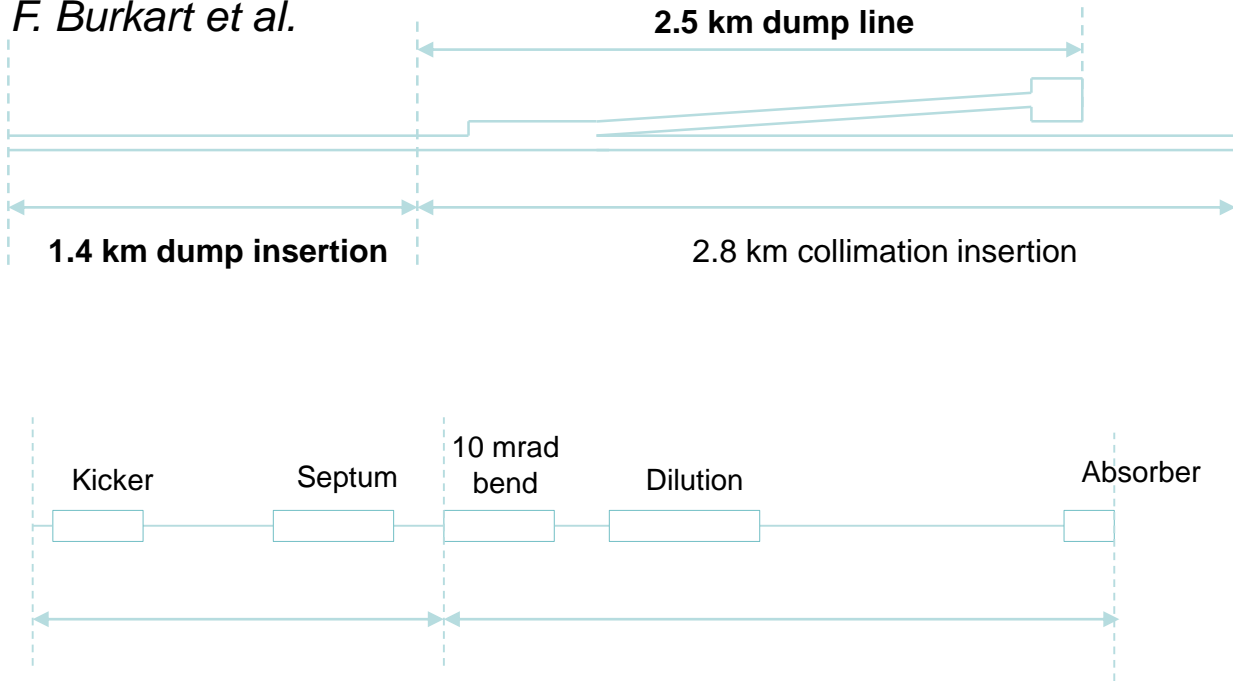 F. Burkart et al.
2.5 km dump line
1.4 km dump insertion
2.8 km collimation insertion
Kicker
Septum
10 mrad
bend
Dilution
Absorber